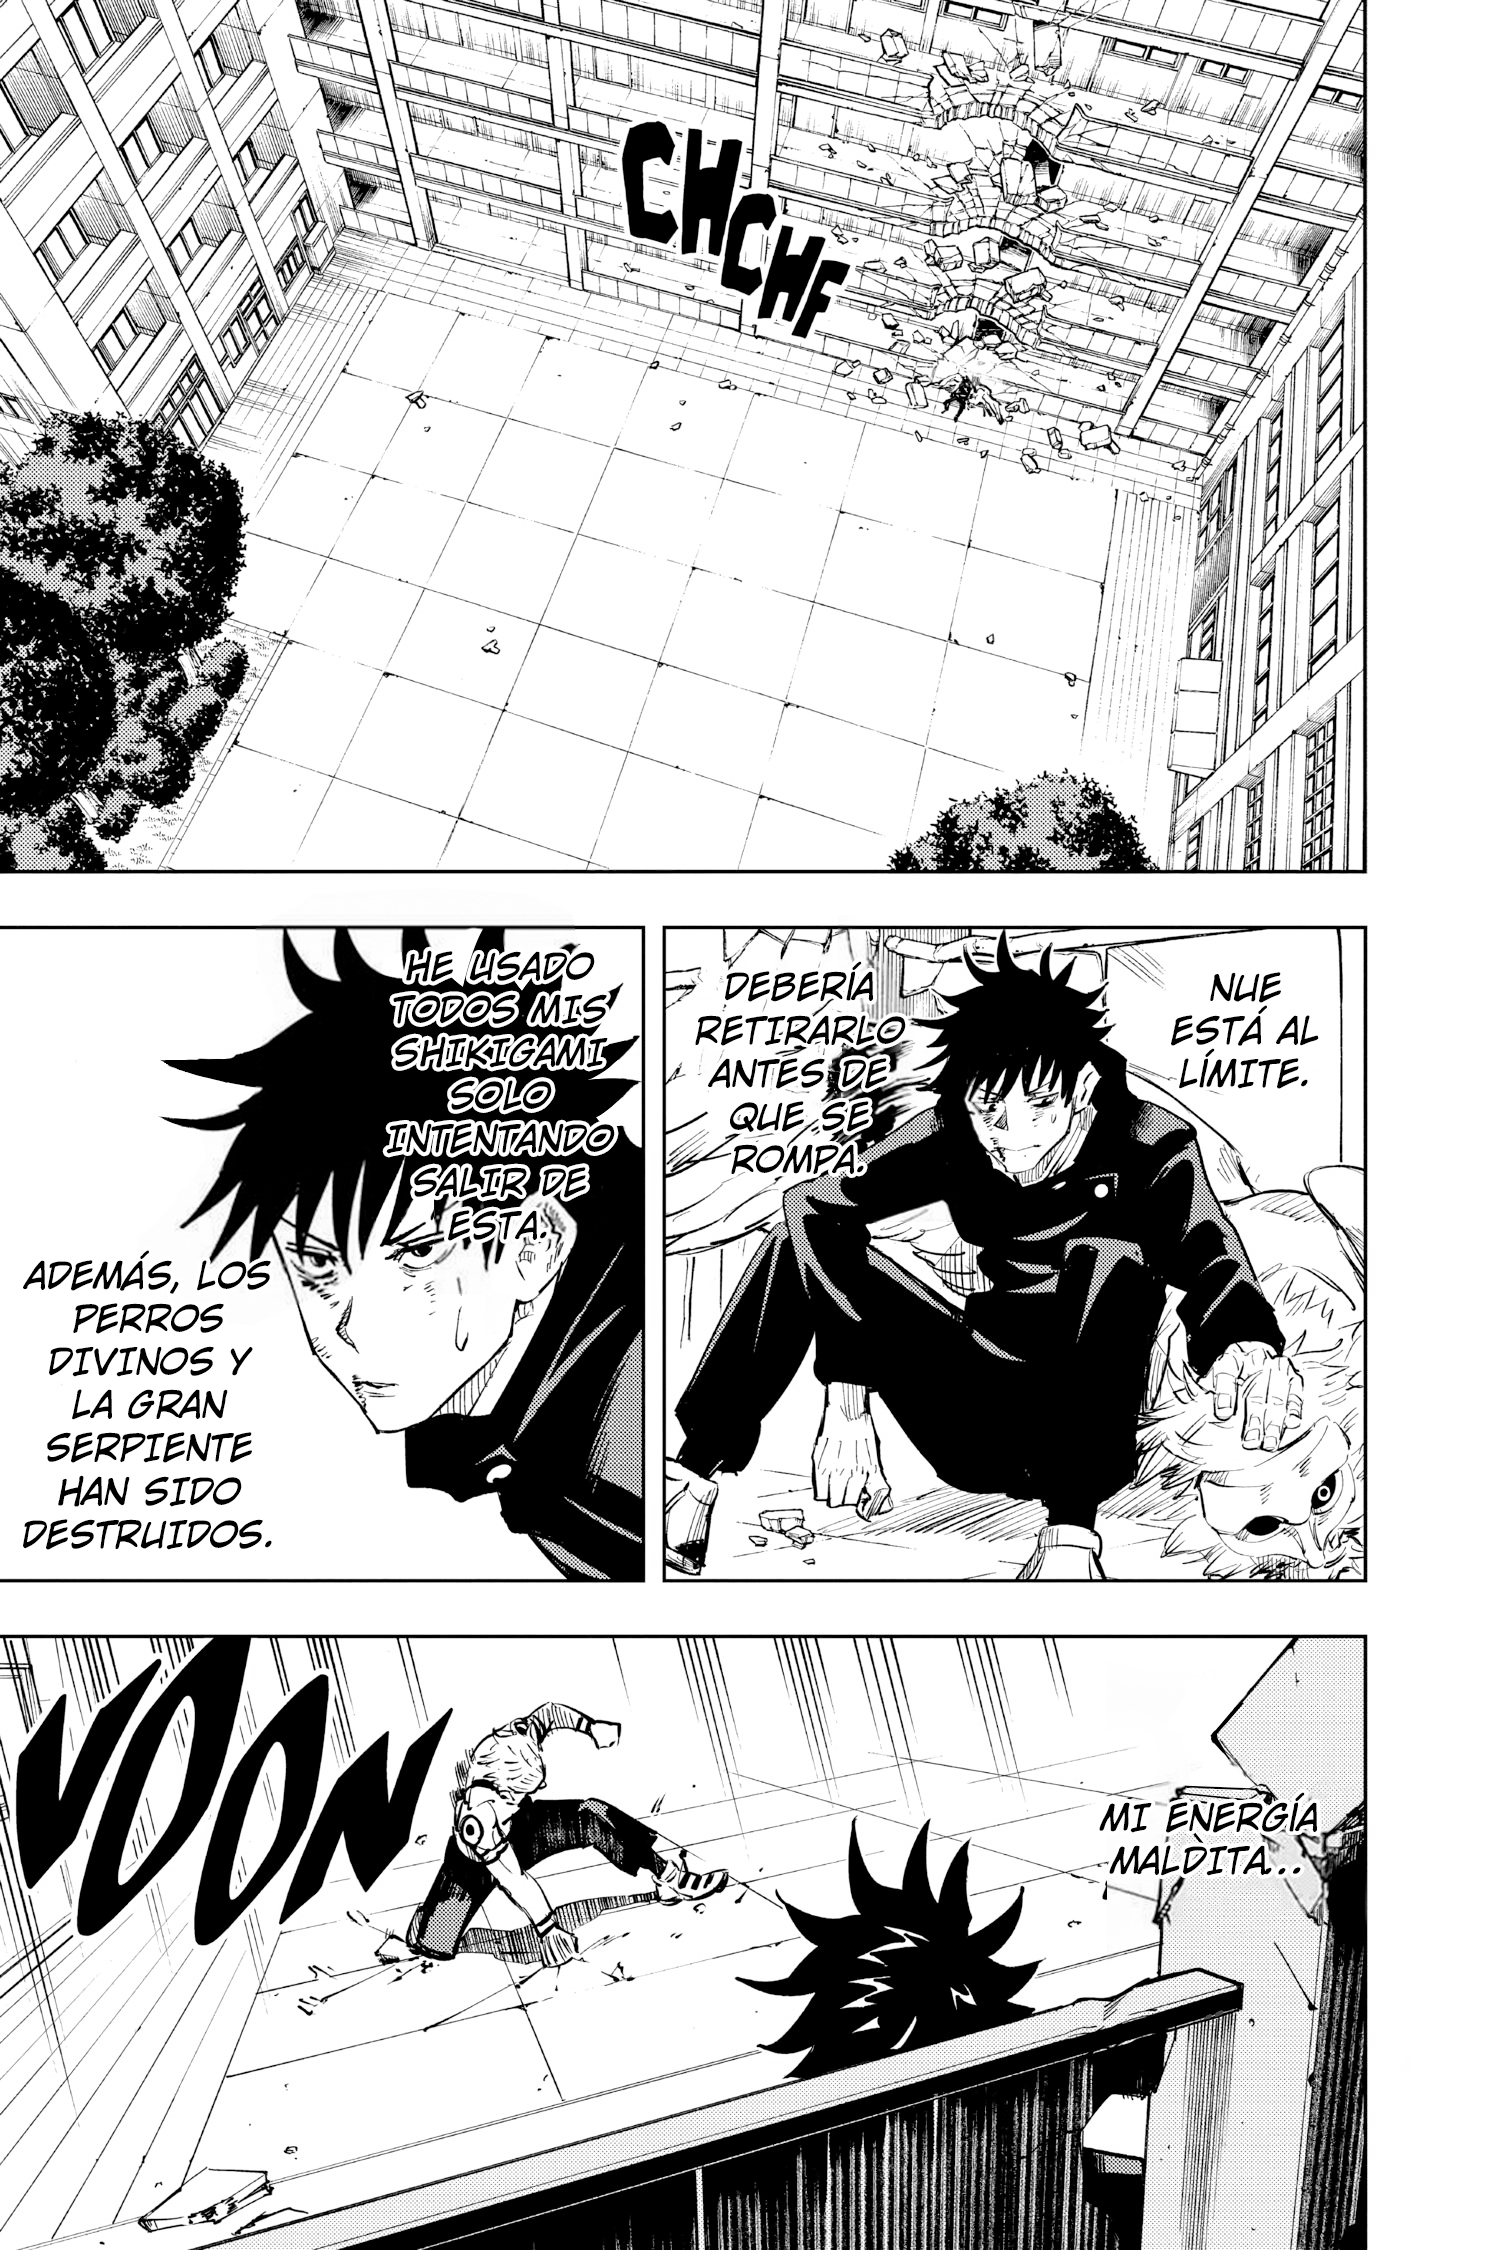 CHCHF
NUE
ESTÁ AL
LÍMITE.
DEBERÍA
RETIRARLO
ANTES DE
QUE SE
ROMPA.
HE USADO
TODOS MIS
SHIKIGAMI
SOLO
INTENTANDO
SALIR DE
ESTA.
ADEMÁS, LOS
PERROS
DIVINOS Y
LA GRAN
SERPIENTE
HAN SIDO
DESTRUIDOS.
MI ENERGÍA
MALDÌTA...
VOON